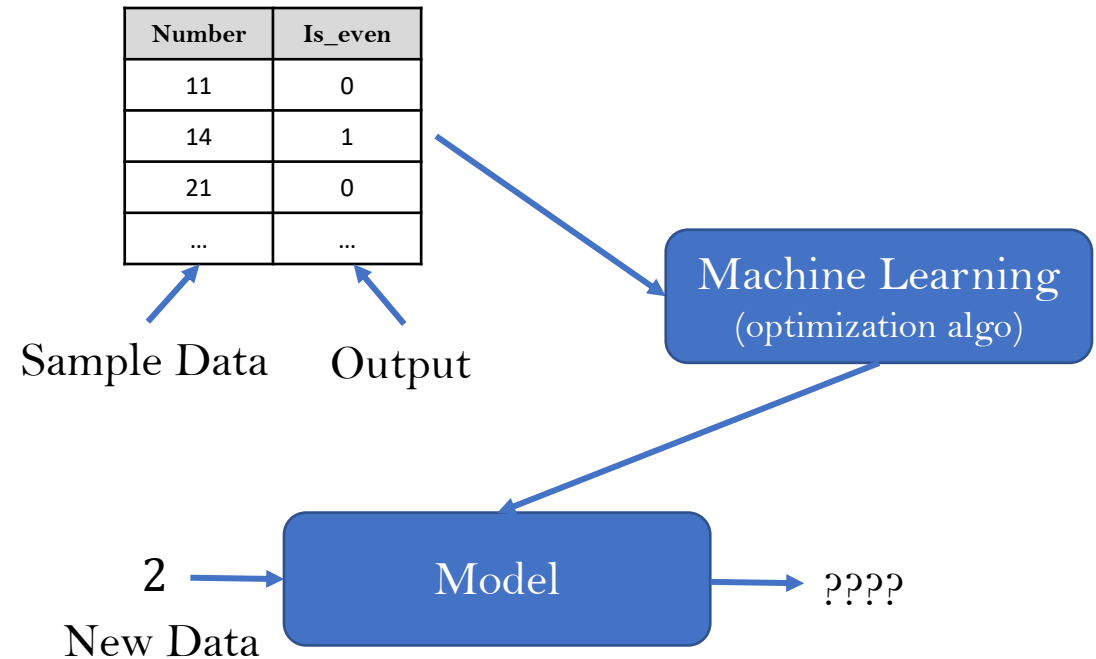 Number Is_even
11 0
14 1
21 0
... ...
Sample Data Output
Machine Learning
(optimization algo)
2
Model
????
New Data